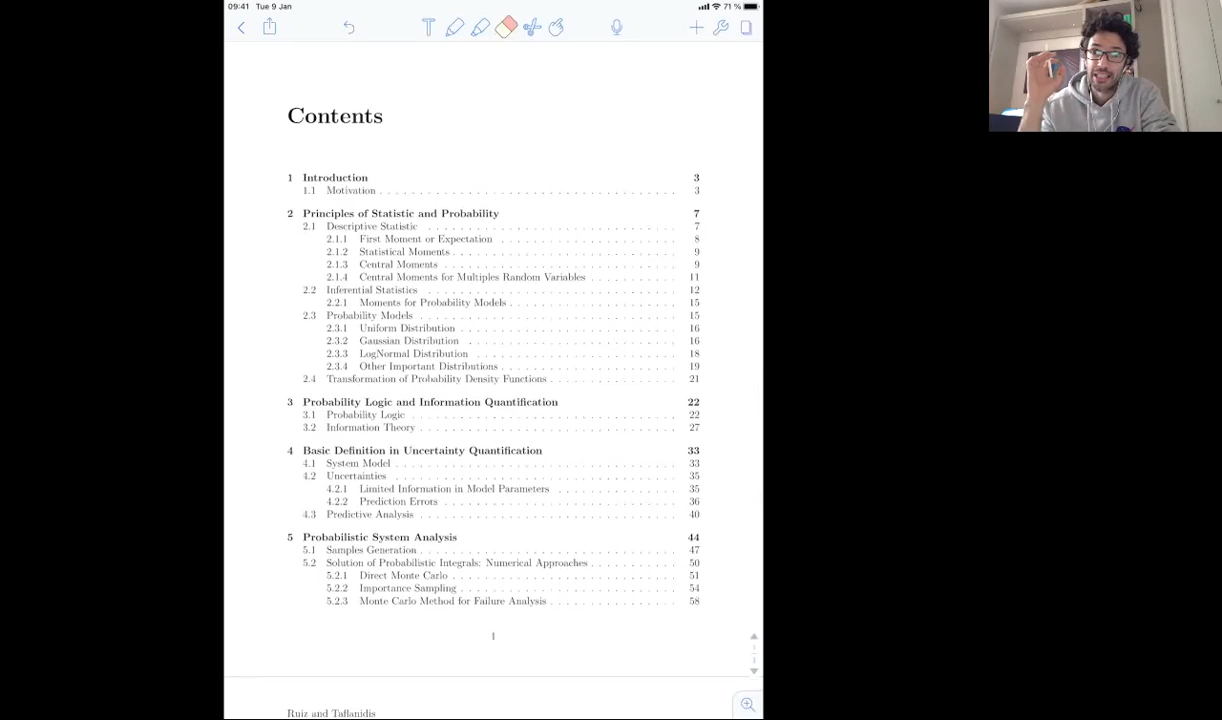 09:41 Tue 9 Jan 71 %
Contents
1 Introduction 3
1.1 Motivation . . . . . . . . . . . . . . . . . . . . . . . . . . . . . . . . . . . . 3
2 Principles of Statistic and Probability 7
2.1 Descriptive Statistic . . . . . . . . . . . . . . . . . . . . . . . . . . . . . . . 7
2.1.1 First Moment or Expectation . . . . . . . . . . . . . . . . . . . . . 8
2.1.2 Statistical Moments . . . . . . . . . . . . . . . . . . . . . . . . . . . 9
2.1.3 Central Moments . . . . . . . . . . . . . . . . . . . . . . . . . . . . 9
2.1.4 Central Moments for Multiples Random Variables . . . . . . . . . . 11
2.2 Inferential Statistics . . . . . . . . . . . . . . . . . . . . . . . . . . . . . . . 12
2.2.1 Moments for Probability Models . . . . . . . . . . . . . . . . . . . . 15
2.3 Probability Models . . . . . . . . . . . . . . . . . . . . . . . . . . . . . . . 15
2.3.1 Uniform Distribution . . . . . . . . . . . . . . . . . . . . . . . . . . 16
2.3.2 Gaussian Distribution . . . . . . . . . . . . . . . . . . . . . . . . . 16
2.3.3 LogNormal Distribution . . . . . . . . . . . . . . . . . . . . . . . . 18
2.3.4 Other Important Distributions . . . . . . . . . . . . . . . . . . . . . 19
2.4 Transformation of Probability Density Functions . . . . . . . . . . . . . . . 21
3 Probability Logic and Information Quantification 22
3.1 Probability Logic . . . . . . . . . . . . . . . . . . . . . . . . . . . . . . . . 22
3.2 Information Theory . . . . . . . . . . . . . . . . . . . . . . . . . . . . . . . 27
4 Basic Definition in Uncertainty Quantification 33
4.1 System Model . . . . . . . . . . . . . . . . . . . . . . . . . . . . . . . . . . 33
4.2 Uncertainties . . . . . . . . . . . . . . . . . . . . . . . . . . . . . . . . . . 35
4.2.1 Limited Information in Model Parameters . . . . . . . . . . . . . . 35
4.2.2 Prediction Errors . . . . . . . . . . . . . . . . . . . . . . . . . . . . 36
4.3 Predictive Analysis . . . . . . . . . . . . . . . . . . . . . . . . . . . . . . . 40
5 Probabilistic System Analysis 44
5.1 Samples Generation . . . . . . . . . . . . . . . . . . . . . . . . . . . . . . . 47
5.2 Solution of Probabilistic Integrals: Numerical Approaches . . . . . . . . . . 50
5.2.1 Direct Monte Carlo . . . . . . . . . . . . . . . . . . . . . . . . . . . 51
5.2.2 Importance Sampling . . . . . . . . . . . . . . . . . . . . . . . . . . 54
5.2.3 Monte Carlo Method for Failure Analysis . . . . . . . . . . . . . . . 58
Ruiz and Taflanidis